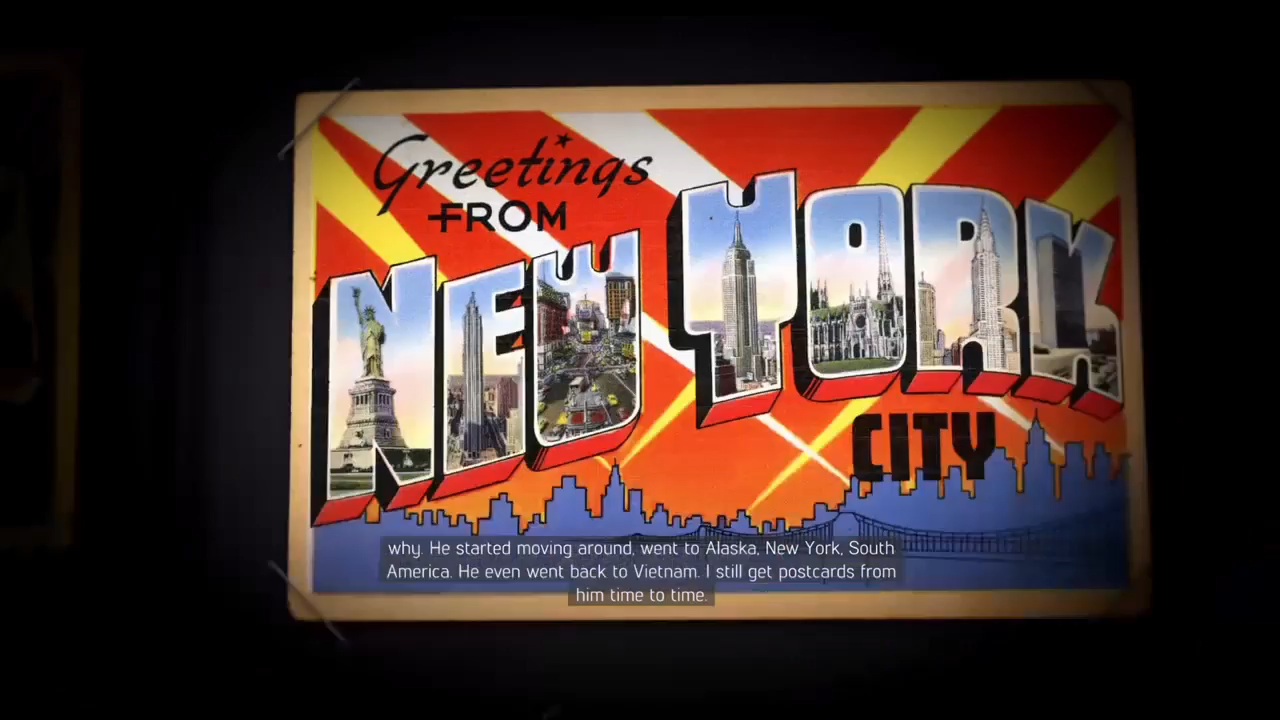 Greetings
FROM
NEW YORK
CITY
why. He started moving around, went to Alaska, New York, South
America. He even went back to Vietnam. I still get postcards from
him time to time.